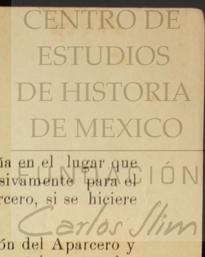 CENTRO DE
ESTUDIOS
DE HISTORIA
DE MEXICO
ía en el lugar que
FUNDACIÓN
sivamente para el
rcero, si se hiciere
Carlos Slim
ón del Aparcero y